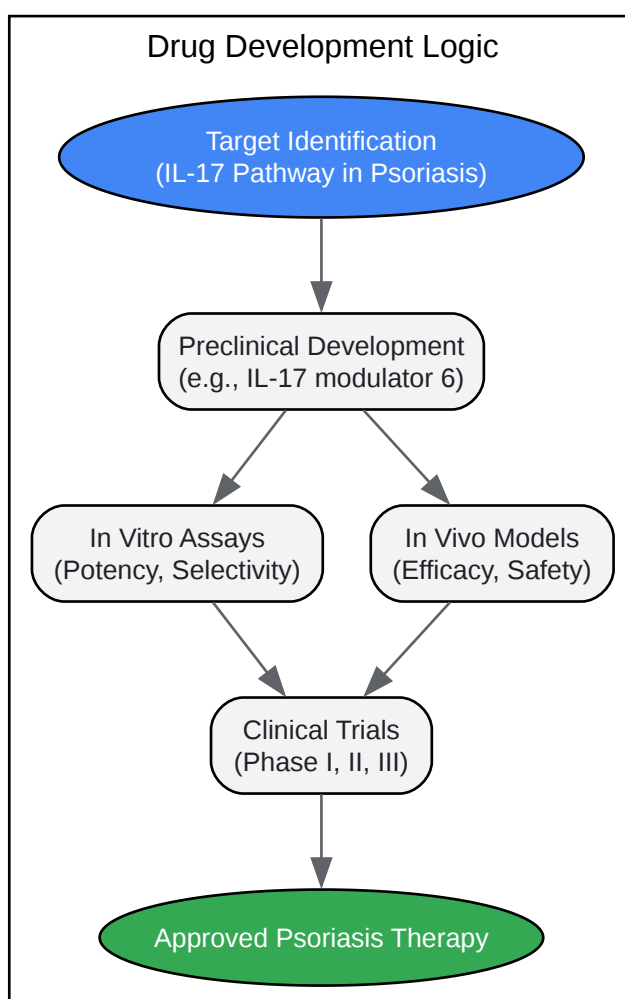 Drug Development Logic
Target Identification
(IL-17 Pathway in Psoriasis)
Preclinical Development
(e.g., IL-17 modulator 6)
In Vitro Assays
(Potency, Selectivity)
In Vivo Models
(Efficacy, Safety)
Clinical Trials
(Phase I, II, III)
Approved Psoriasis Therapy